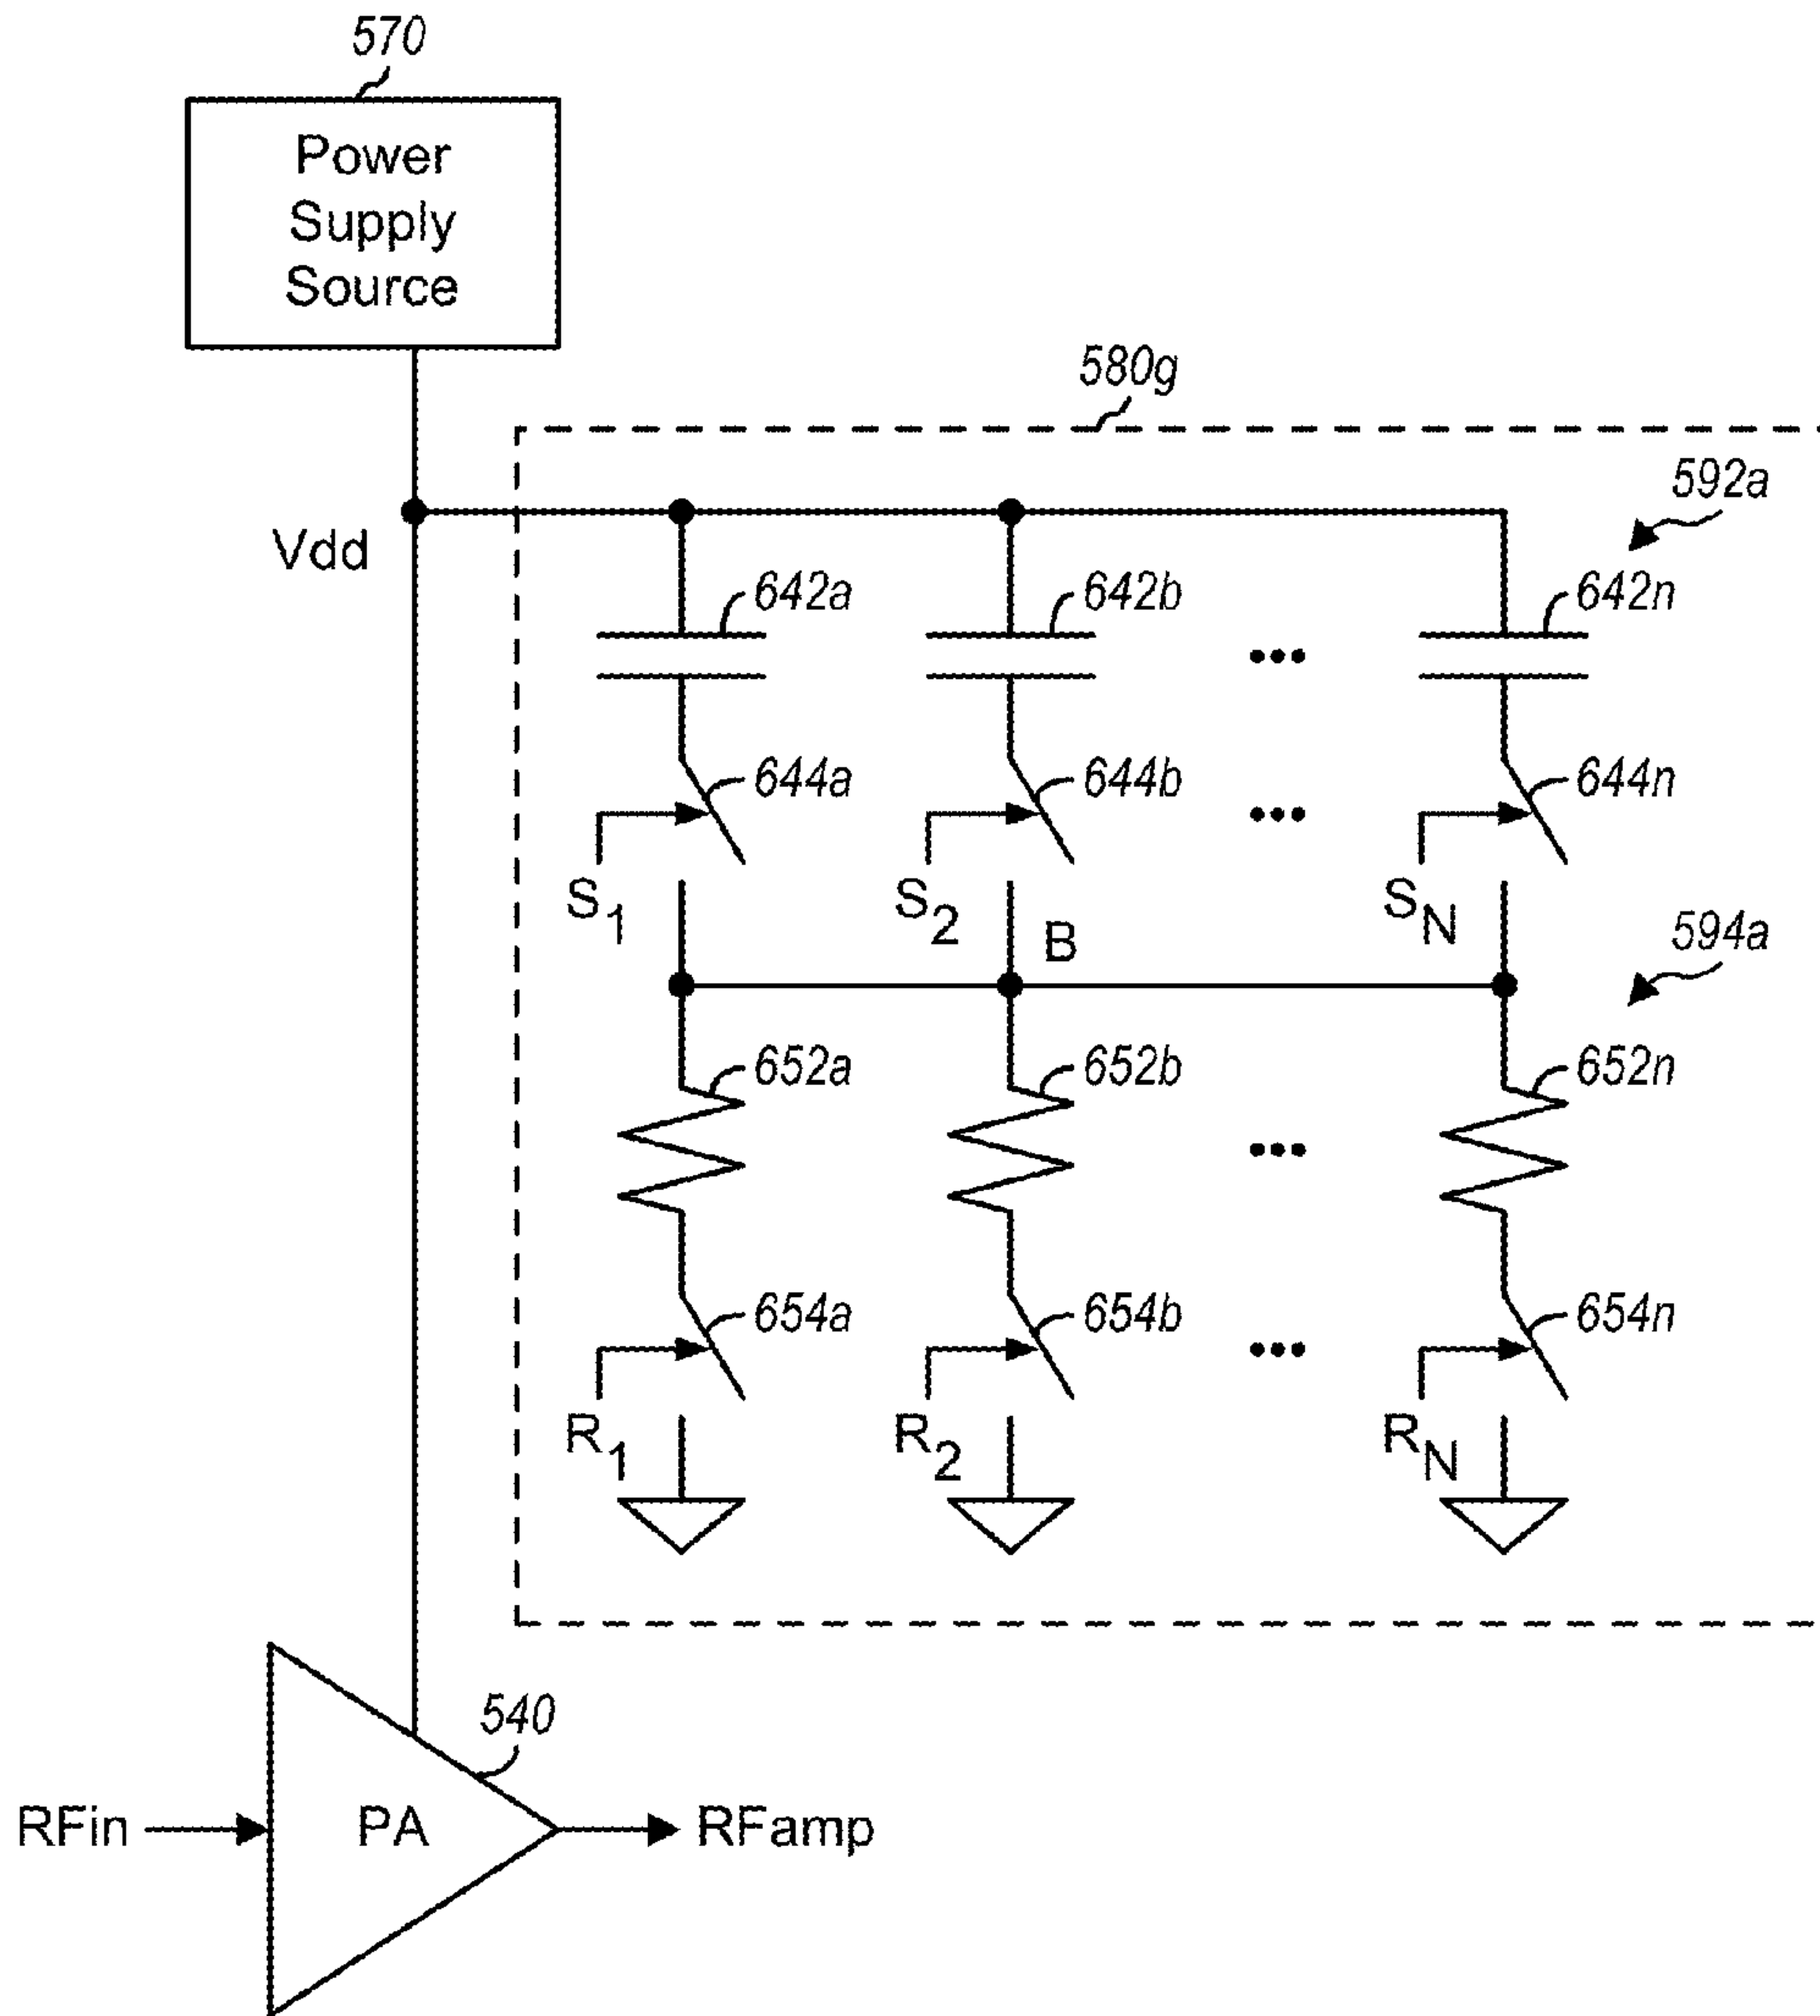 570
Power
Supply
Source
580g
592a
Vdd
642a
642b
642n
...
644a
644b
644n
...
S1
S2
SN
B
594a
652a
652b
652n
...
654a
654b
654n
...
R1
R2
RN
540
RFin
PA
RFamp